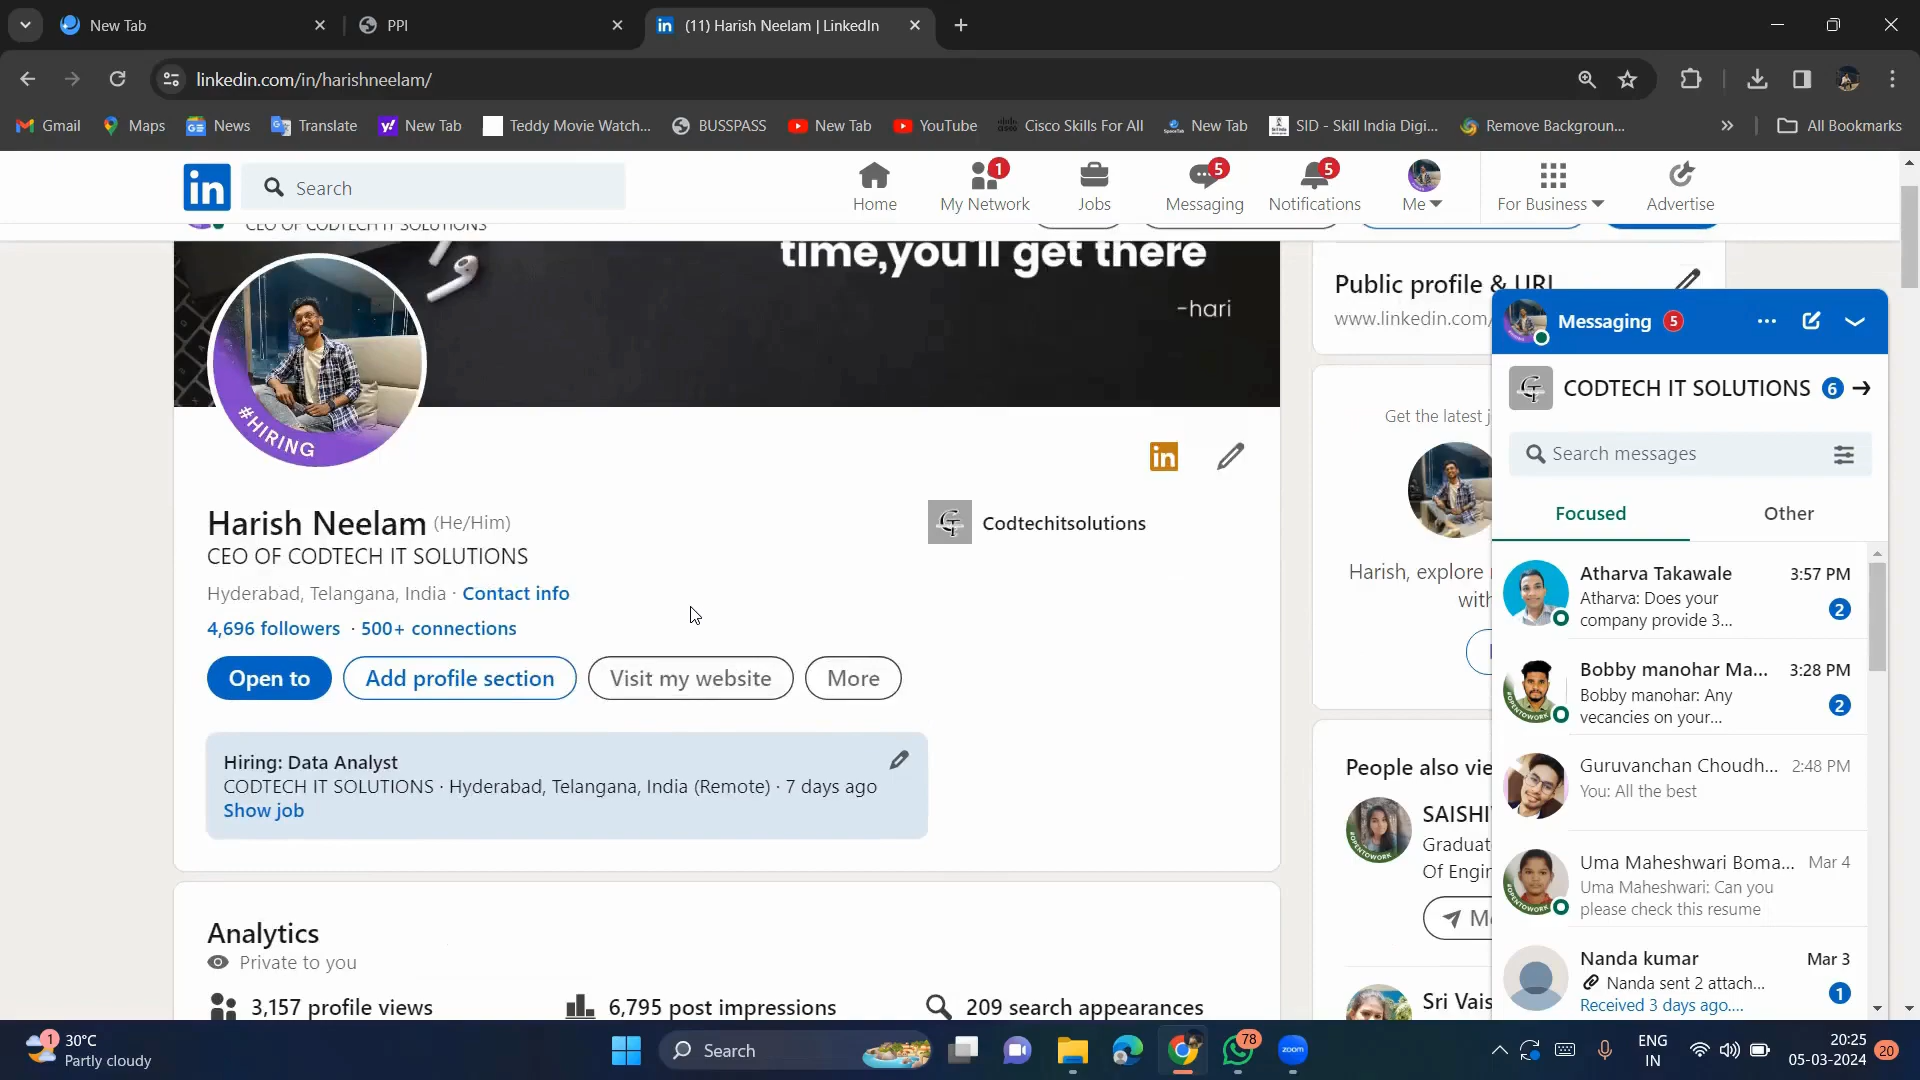 New Tab
PPI
(11) Harish Neelam | LinkedIn
linkedin.com/in/harishneelam/
Gmail
Maps
News
Translate
New Tab
Teddy Movie Watch...
BUSSPASS
New Tab
YouTube
Cisco Skills For All
New Tab
SID - Skill India Digi...
Remove Backgroun...
All Bookmarks
in
Search
Home
1
My Network
Jobs
5
Messaging
5
Notifications
Me
For Business
Advertise
CEO OF CODTECH IT SOLUTIONS
time,you'll get there
-hari
#HIRING
in
Harish Neelam (He/Him)
CEO OF CODTECH IT SOLUTIONS
Hyderabad, Telangana, India · Contact info
4,696 followers · 500+ connections
Codtechitsolutions
Open to
Add profile section
Visit my website
More
Hiring: Data Analyst
CODTECH IT SOLUTIONS · Hyderabad, Telangana, India (Remote) · 7 days ago
Show job
Analytics
Private to you
3,157 profile views
6,795 post impressions
209 search appearances
Public profile & URL
www.linkedin.com/
Get the latest j
Harish, explore
with
People also vie
SAISHI
Graduat
Of Engir
Sri Vais
Messaging 5
CODTECH IT SOLUTIONS 6
Search messages
Focused
Other
Atharva Takawale 3:57 PM
Atharva: Does your
company provide 3...
2
Bobby manohar Ma... 3:28 PM
Bobby manohar: Any
vecancies on your...
2
Guruvanchan Choudh... 2:48 PM
You: All the best
Uma Maheshwari Boma... Mar 4
Uma Maheshwari: Can you
please check this resume
Nanda kumar Mar 3
Nanda sent 2 attach...
Received 3 days ago....
1
1
30°C
Partly cloudy
Search
78
zoom
ENG
IN
20:25
05-03-2024
20